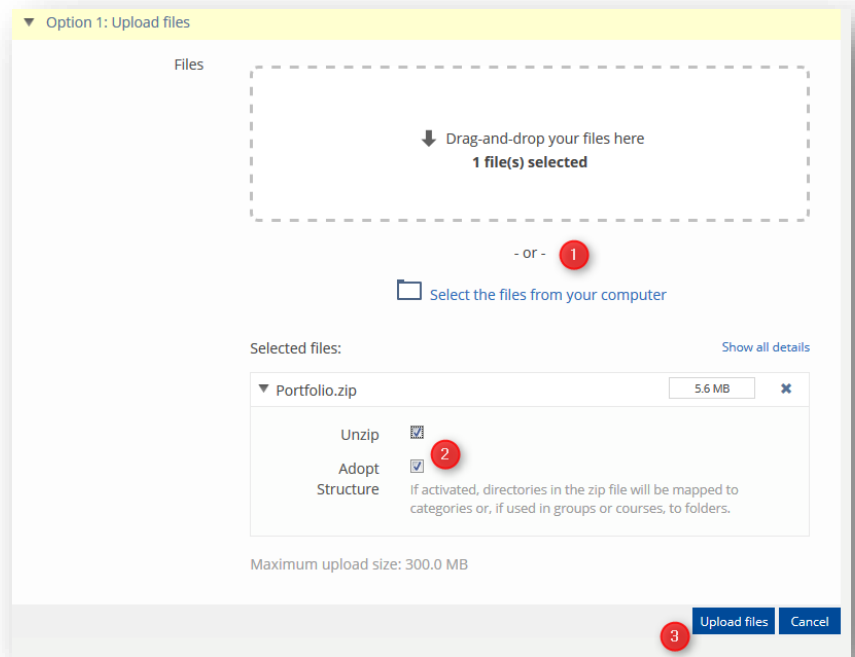 Option 1: Upload files
Files
Drag-and-drop your files here
1 file(s) selected
- or -
1
Select the files from your computer
Selected files:
Show all details
Portfolio.zip
5.6 MB
Unzip
2
Adopt
Structure
If activated, directories in the zip file will be mapped to
categories or, if used in groups or courses, to folders.
Maximum upload size: 300.0 MB
3
Upload files
Cancel